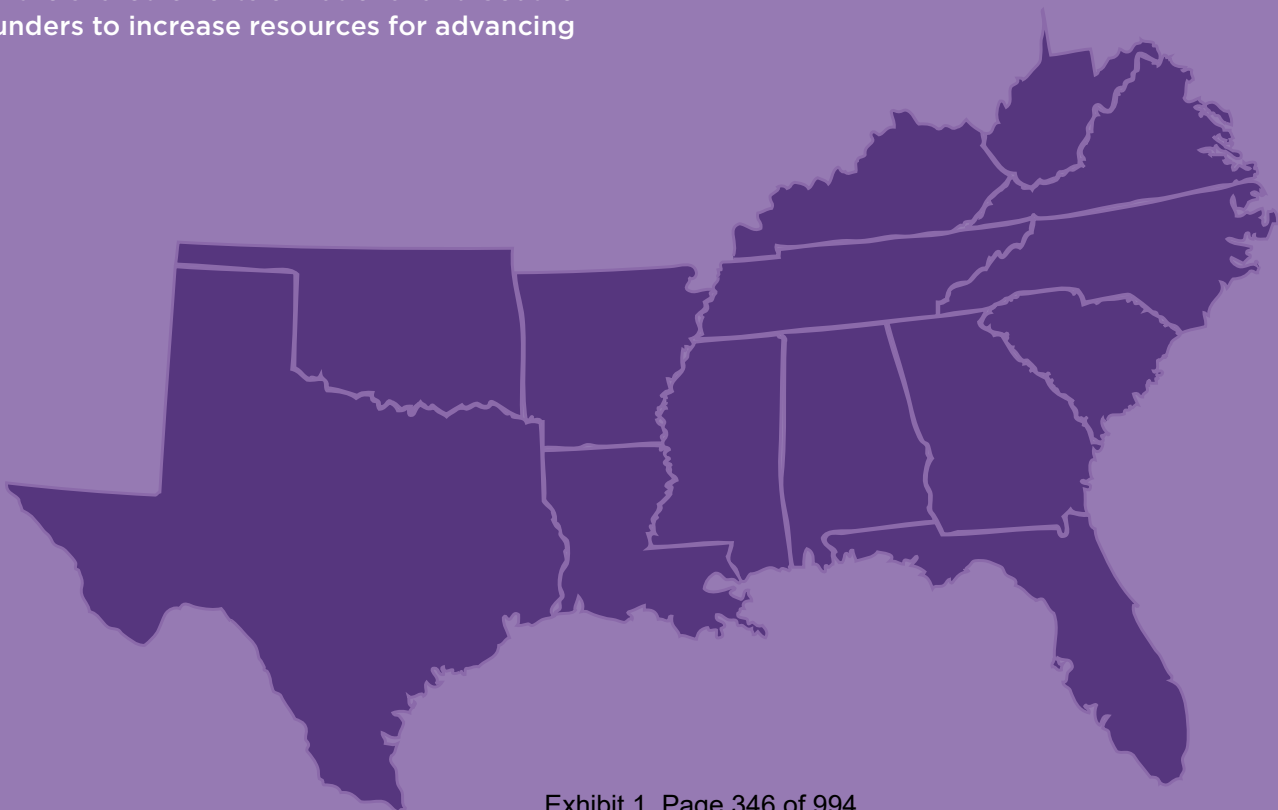 unders to increase resources for advancing
Exhibit 1, Page 346 of 994